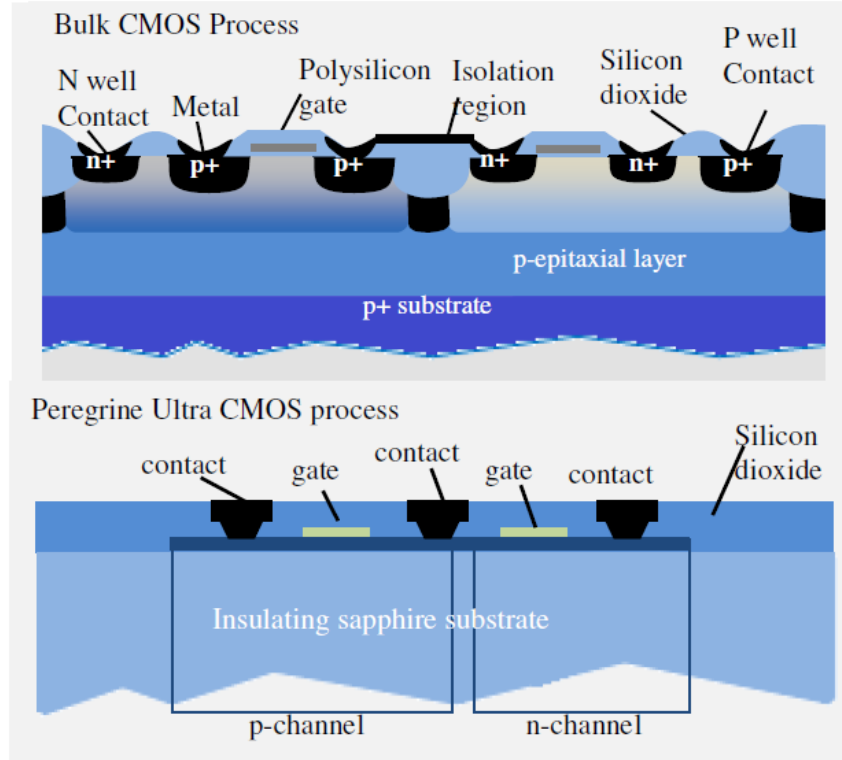 Bulk CMOS Process
N well
Contact
Metal
Polysilicon
gate
Isolation
region
Silicon
dioxide
P well
Contact
n+
p+
p+
n+
n+
p+
p-epitaxial layer
p+ substrate
Peregrine Ultra CMOS process
contact
gate
contact
gate
contact
Silicon
dioxide
Insulating sapphire substrate
p-channel
n-channel